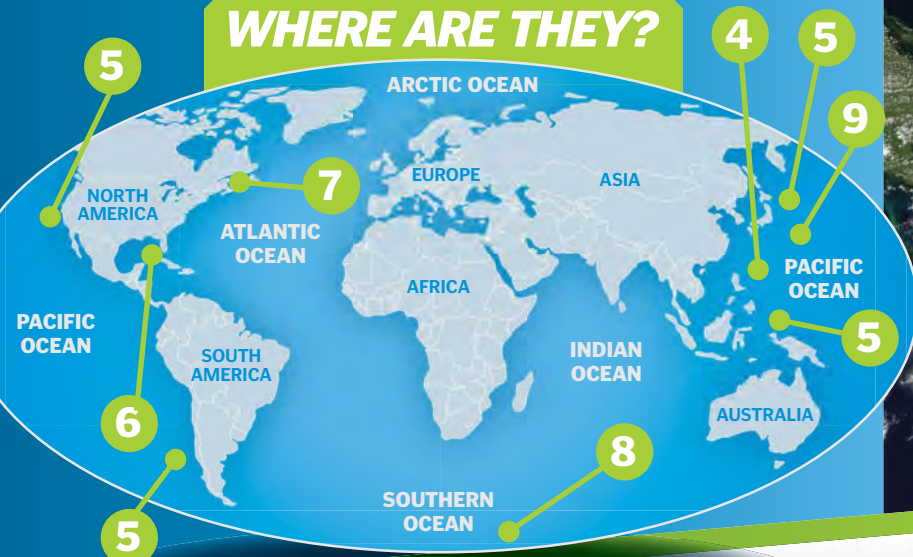 WHERE ARE THEY?
4
5
5
ARCTIC OCEAN
9
EUROPE
ASIA
7
NORTH
AMERICA
ATLANTIC
OCEAN
PACIFIC
OCEAN
AFRICA
PACIFIC
OCEAN
5
INDIAN
OCEAN
SOUTH
AMERICA
AUSTRALIA
6
8
SOUTHERN
OCEAN
5